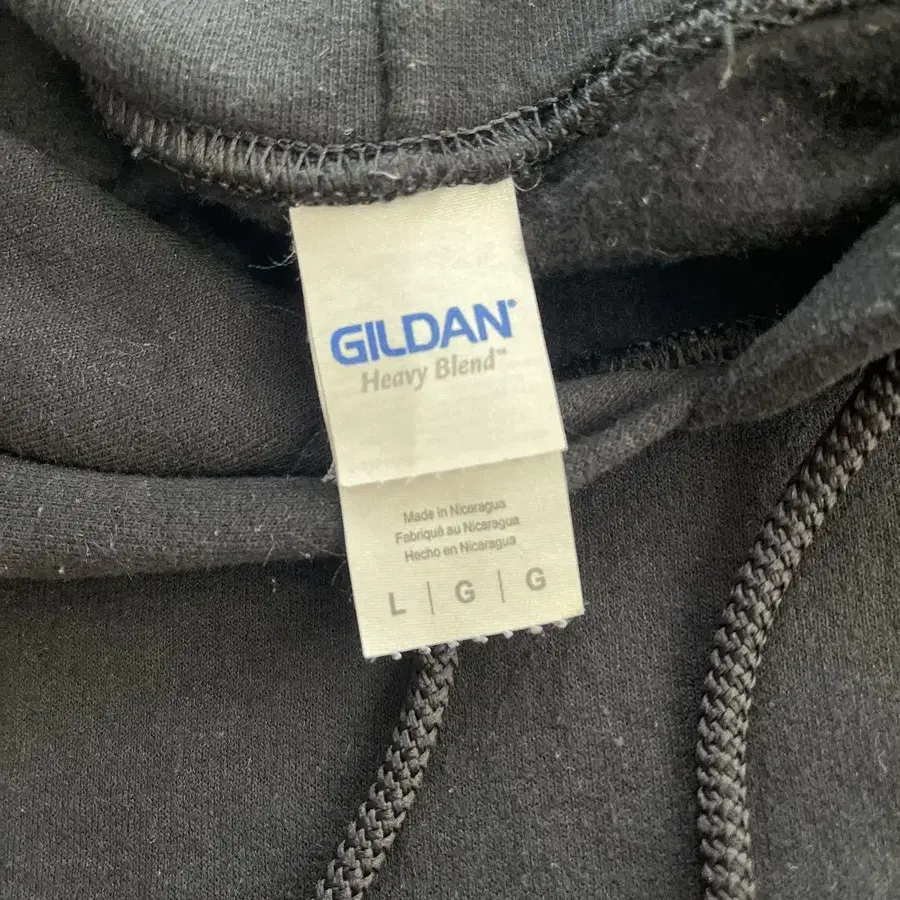 GILDAN®
Heavy Blend™
Made in Nicaragua
Fabriqué au Nicaragua
Hecho en Nicaragua
L | G | G